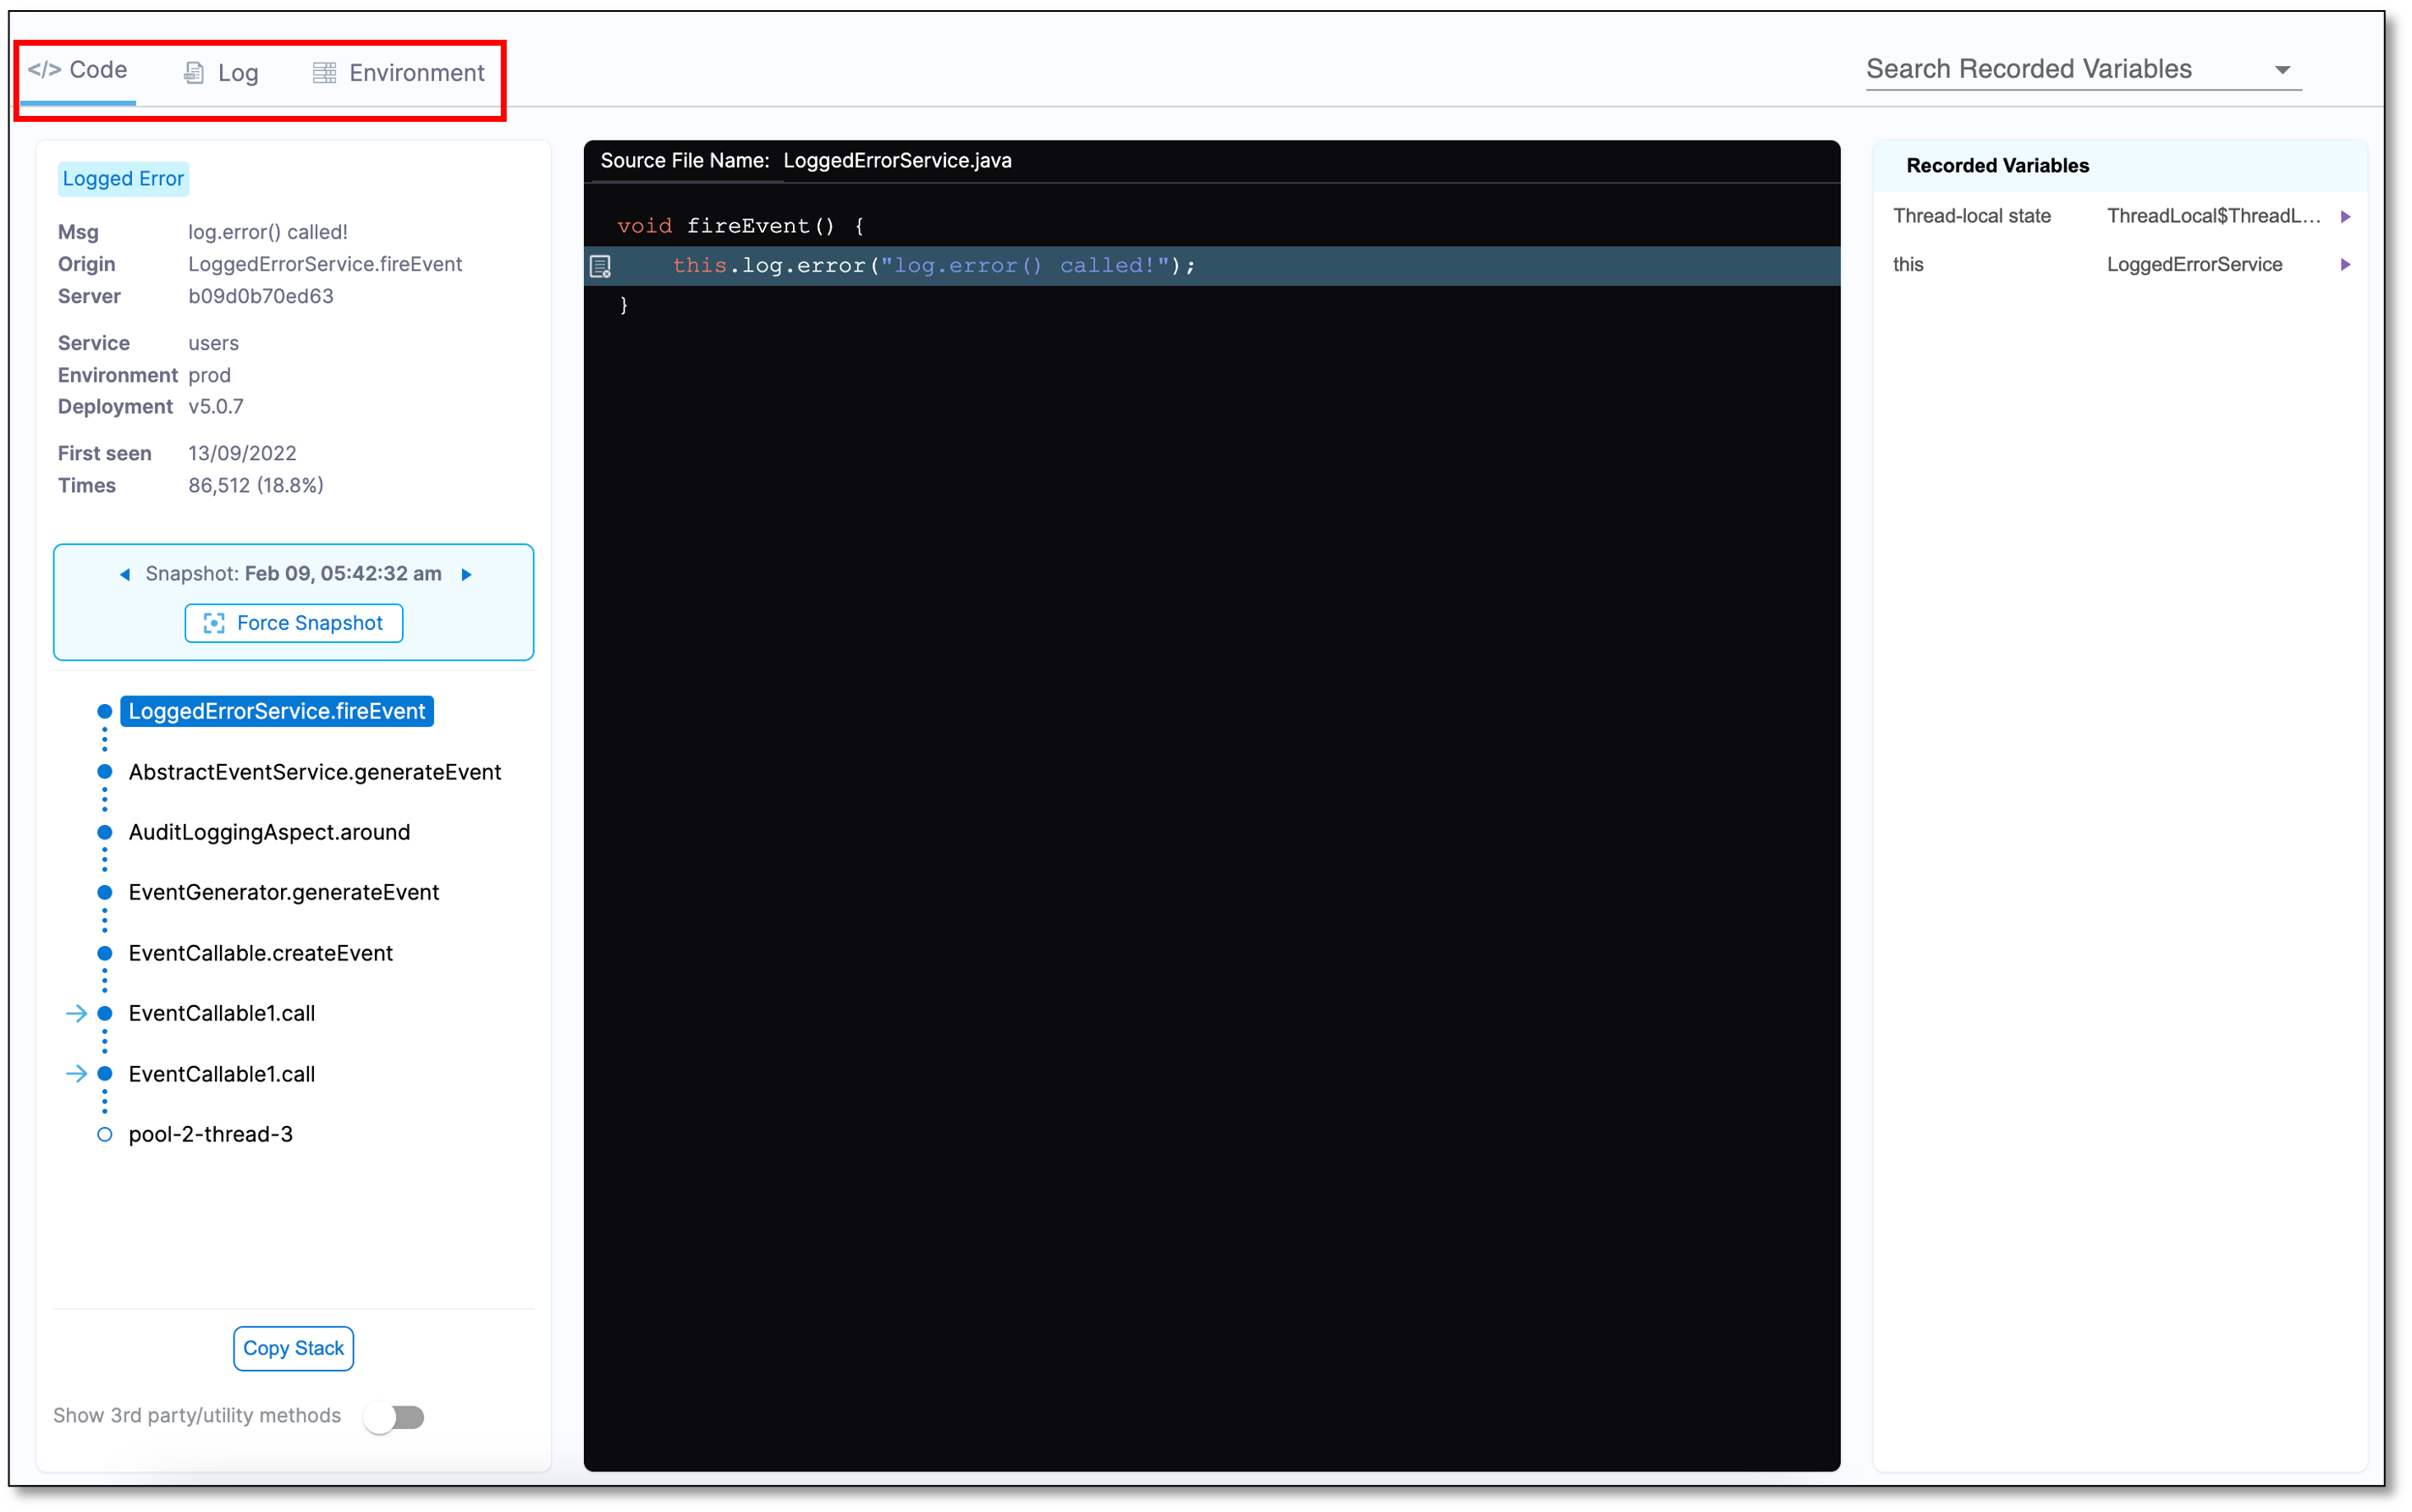 </> Code Log Environment
Search Recorded Variables
Logged Error
Msg log.error() called!
Origin LoggedErrorService.fireEvent
Server b09d0b70ed63
Service users
Environment prod
Deployment v5.0.7
First seen 13/09/2022
Times 86,512 (18.8%)
Snapshot: Feb 09, 05:42:32 am
Force Snapshot
LoggedErrorService.fireEvent
AbstractEventService.generateEvent
AuditLoggingAspect.around
EventGenerator.generateEvent
EventCallable.createEvent
EventCallable1.call
EventCallable1.call
pool-2-thread-3
Copy Stack
Show 3rd party/utility methods
Source File Name: LoggedErrorService.java
void fireEvent() {
this.log.error("log.error() called!");
}
Recorded Variables
Thread-local state ThreadLocal$ThreadL...
this LoggedErrorService